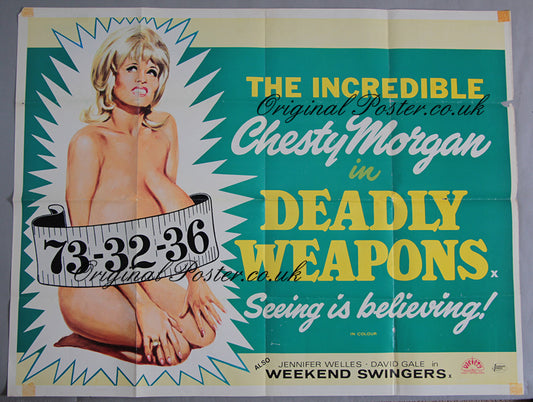 THE INCREDIBLE
Original Poster.co.uk
Chesty Morgan
in
DEADLY
WEAPONS x
73-32-36
Original Poster.co.uk
Seeing is believing!
IN COLOUR
ALSO
JENNIFER WELLES · DAVID GALE in
WEEKEND SWINGERS x